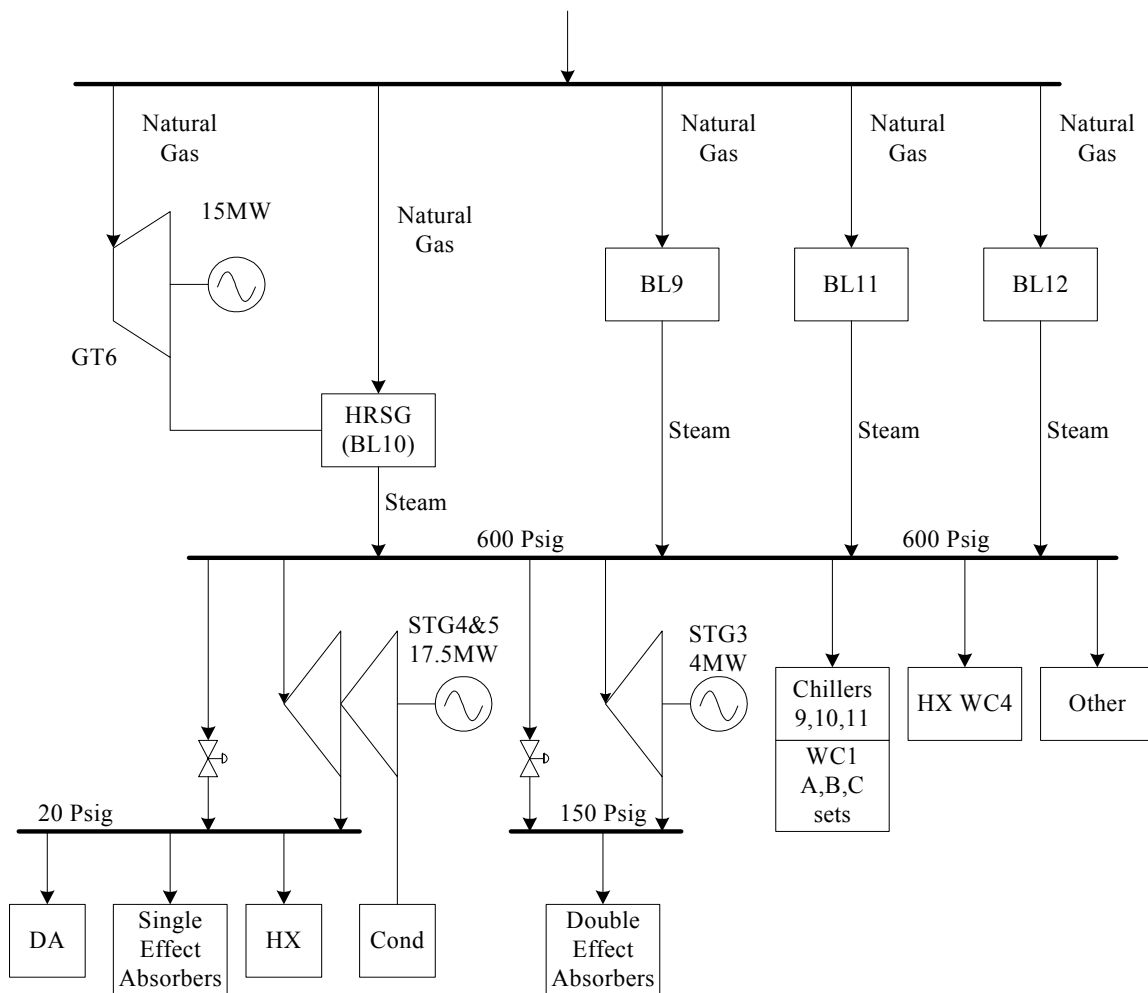 Natural
Gas
Natural
Gas
Natural
Gas
Natural
Gas
15MW
Natural
Gas
BL9
BL11
BL12
GT6
HRSG
(BL10)
Steam
Steam
Steam
Steam
600 Psig
600 Psig
STG4&5
17.5MW
STG3
4MW
Chillers
9,10,11
HX WC4
Other
WC1
A,B,C
sets
20 Psig
150 Psig
DA
Single
Effect
Absorbers
HX
Cond
Double
Effect
Absorbers